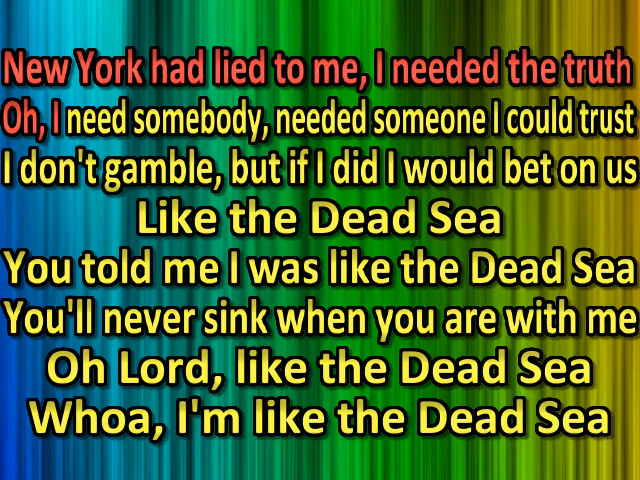 New York had lied to me, I needed the truth
Oh, I need somebody, needed someone I could trust
I don't gamble, but if I did I would bet on us
Like the Dead Sea
You told me I was like the Dead Sea
You'll never sink when you are with me
Oh Lord, like the Dead Sea
Whoa, I'm like the Dead Sea